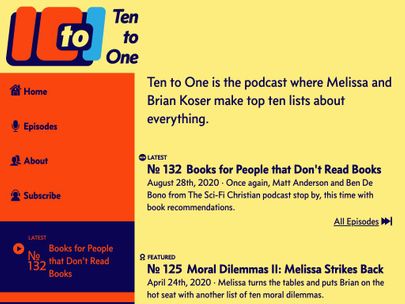 to
Ten
to
One
Home
Episodes
About
Subscribe
LATEST
№
132
Books for People
that Don't Read
Books
Ten to One is the podcast where Melissa and
Brian Koser make top ten lists about
everything.
LATEST
№ 132 Books for People that Don't Read Books
August 28th, 2020 · Once again, Matt Anderson and Ben De
Bono from The Sci-Fi Christian podcast stop by, this time with
book recommendations.
All Episodes
FEATURED
№ 125 Moral Dilemmas II: Melissa Strikes Back
April 24th, 2020 · Melissa turns the tables and puts Brian on the
hot seat with another list of ten moral dilemmas.